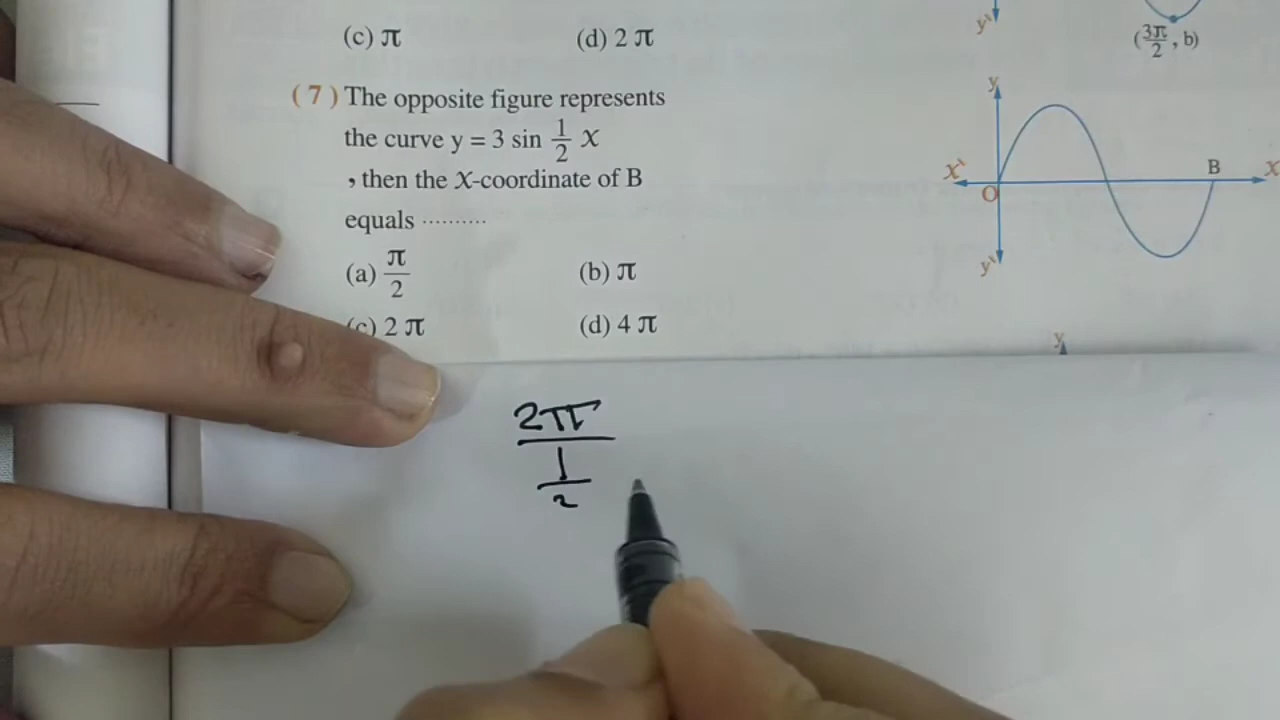 (c) π (d) 2 π
y'
(3π/2 , b)
( 7 ) The opposite figure represents
the curve y = 3 sin 1/2 X
, then the X-coordinate of B
equals ··········
(a) π/2 (b) π
(c) 2 π (d) 4 π
y
X' O B X
y'
y
2π
1
2